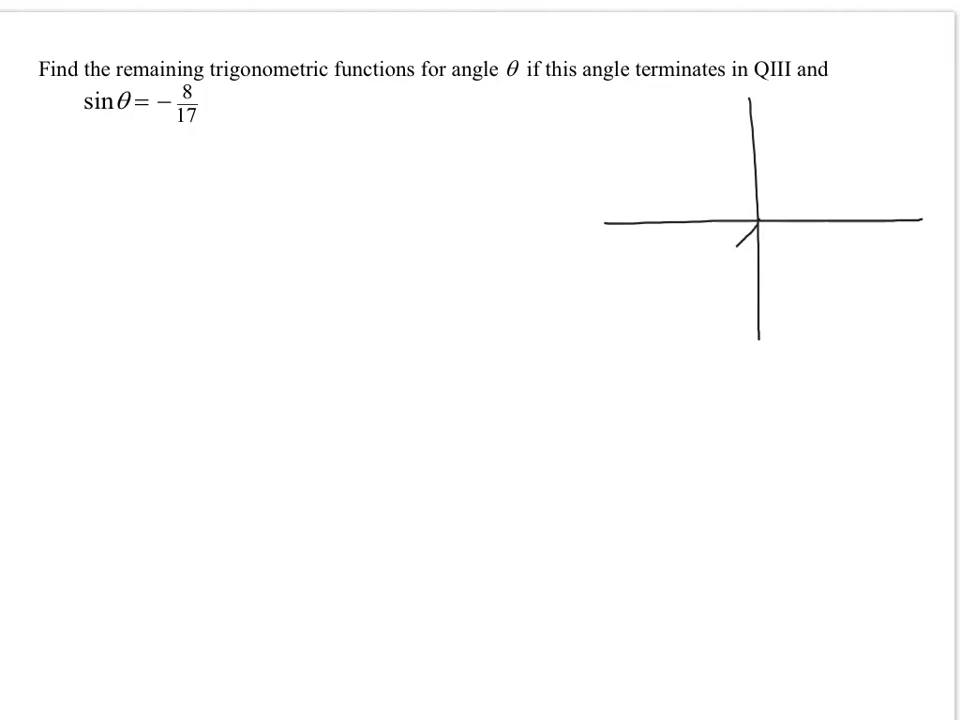 Find the remaining trigonometric functions for angle θ if this angle terminates in QIII and
sin θ = − 8/17